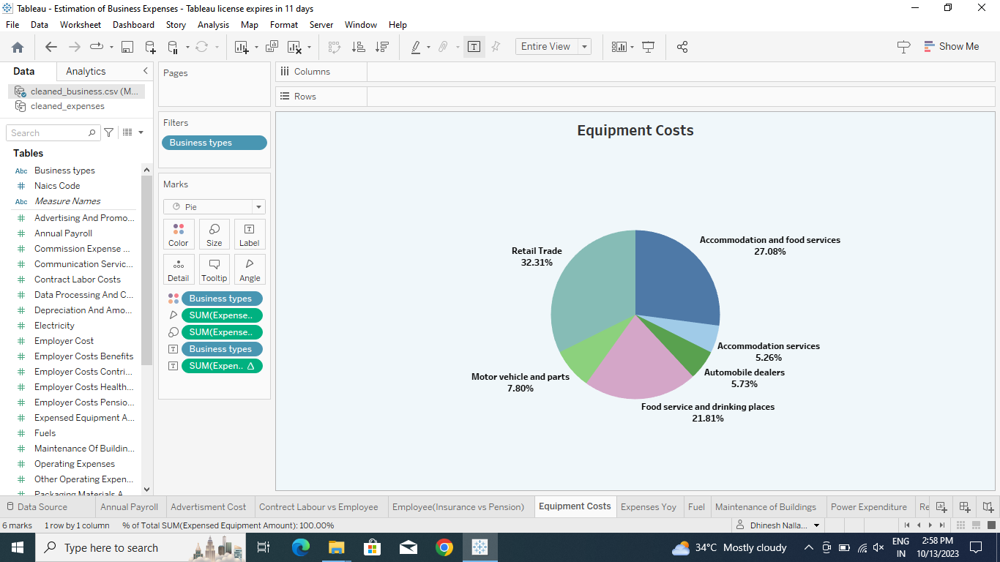 Tableau - Estimation of Business Expenses - Tableau license expires in 11 days
File Data Worksheet Dashboard Story Analysis Map Format Server Window Help
Entire View
Show Me
Data Analytics
cleaned_business.csv (M...
cleaned_expenses
Search
Tables
Abc Business types
# Naics Code
Abc Measure Names
# Advertising And Promo...
# Annual Payroll
# Commission Expense ...
# Communication Servic...
# Contract Labor Costs
# Data Processing And C...
# Depreciation And Amo...
# Electricity
# Employer Cost
# Employer Costs Benefits
# Employer Costs Contri...
# Employer Costs Health...
# Employer Costs Pensio...
# Expensed Equipment A...
# Fuels
# Maintenance Of Buildin...
# Operating Expenses
# Other Operating Expen...
# Packaging Materials A
Pages
Filters
Business types
Marks
Pie
Color Size Label
Detail Tooltip Angle
Business types
SUM(Expense..
SUM(Expense..
Business types
SUM(Expen.. Δ
Columns
Rows
Equipment Costs
Accommodation and food services
27.08%
Retail Trade
32.31%
Accommodation services
5.26%
Automobile dealers
5.73%
Motor vehicle and parts
7.80%
Food service and drinking places
21.81%
Data Source Annual Payroll Advertisment Cost Contrect Labour vs Employee Employee(Insurance vs Pension) Equipment Costs Expenses Yoy Fuel Maintenance of Buildings Power Expenditure Re
6 marks 1 row by 1 column % of Total SUM(Expensed Equipment Amount): 100.00% Dhinesh Nalla...
Type here to search
34°C Mostly cloudy
ENG
IN
2:58 PM
10/13/2023